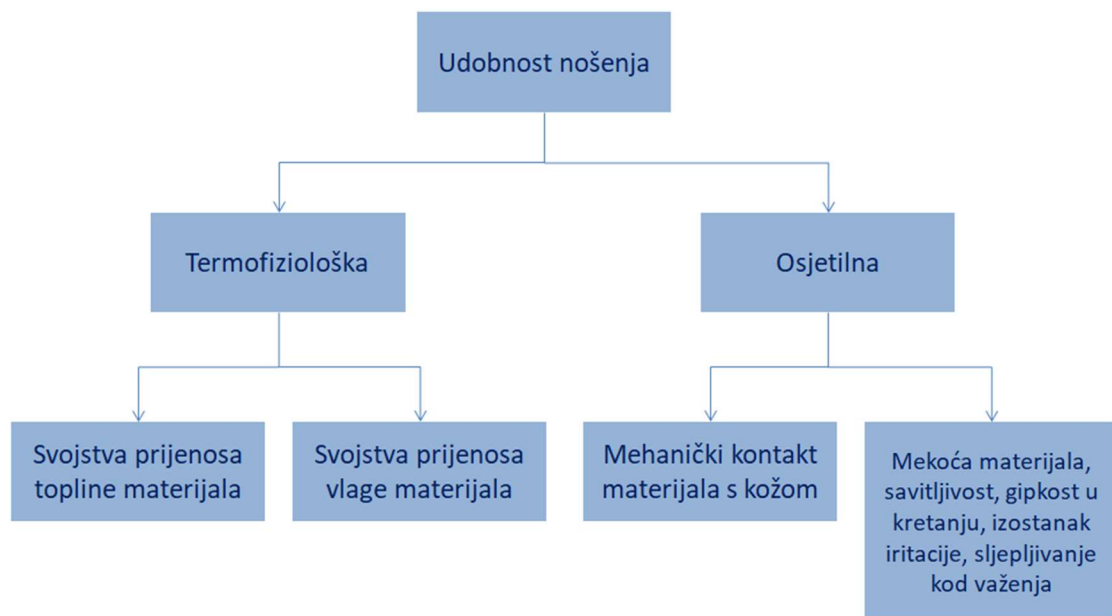 Udobnost nošenja
Termofiziološka
Osjetilna
Svojstva prijenosa
topline materijala
Svojstva prijenosa
vlage materijala
Mehanički kontakt
materijala s kožom
Mekoća materijala,
savitljivost, gipkost u
kretanju, izostanak
iritacije, sljepljivanje
kod važenja